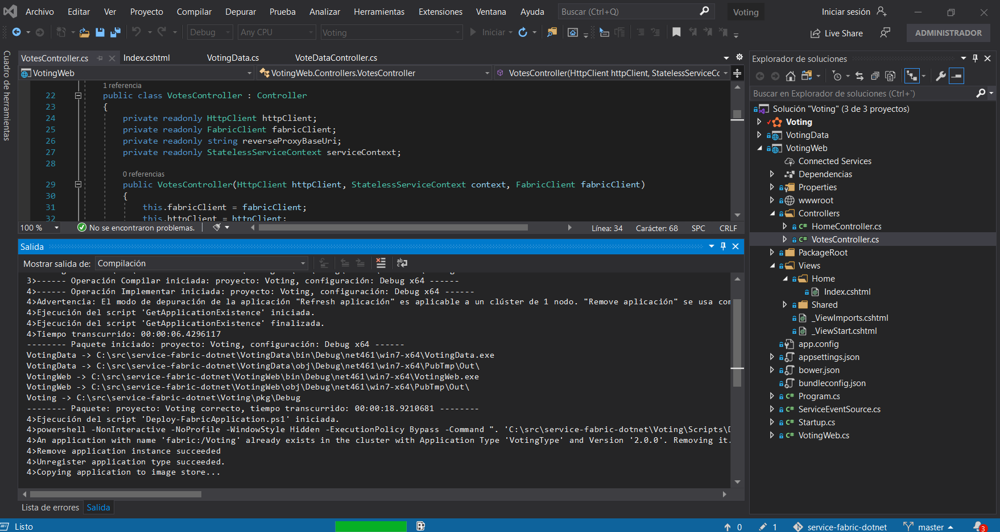 Archivo Editar Ver Proyecto Compilar Depurar Prueba Analizar Herramientas Extensiones Ventana Ayuda Buscar (Ctrl+Q) Voting Iniciar sesión
Debug Any CPU Voting Iniciar Live Share ADMINISTRADOR
Cuadro de herramientas
VotesController.cs Index.cshtml VotingData.cs VoteDataController.cs
VotingWeb VotingWeb.Controllers.VotesController VotesController(HttpClient httpClient, StatelessServiceCc
1 referencia
22 public class VotesController : Controller
23 {
24 private readonly HttpClient httpClient;
25 private readonly FabricClient fabricClient;
26 private readonly string reverseProxyBaseUri;
27 private readonly StatelessServiceContext serviceContext;
28
0 referencias
29 public VotesController(HttpClient httpClient, StatelessServiceContext context, FabricClient fabricClient)
30 {
31 this.fabricClient = fabricClient;
32 this.httpClient = httpClient;
100 % No se encontraron problemas. Línea: 34 Carácter: 68 SPC CRLF
Salida
Mostrar salida de: Compilación
3>------ Operación Compilar iniciada: proyecto: Voting, configuración: Debug x64 ------
4>------ Operación Implementar iniciada: proyecto: Voting, configuración: Debug x64 ------
4>Advertencia: El modo de depuración de la aplicación "Refresh aplicación" es aplicable a un clúster de 1 nodo. "Remove aplicación" se usa con
4>Ejecución del script 'GetApplicationExistence' iniciada.
4>Ejecución del script 'GetApplicationExistence' finalizada.
4>Tiempo transcurrido: 00:00:06.4296117
-------- Paquete iniciado: proyecto: Voting, configuración: Debug x64 ------
VotingData -> C:\src\service-fabric-dotnet\VotingData\bin\Debug\net461\win7-x64\VotingData.exe
VotingData -> C:\src\service-fabric-dotnet\VotingData\obj\Debug\net461\win7-x64\PubTmp\Out\
VotingWeb -> C:\src\service-fabric-dotnet\VotingWeb\bin\Debug\net461\win7-x64\VotingWeb.exe
VotingWeb -> C:\src\service-fabric-dotnet\VotingWeb\obj\Debug\net461\win7-x64\PubTmp\Out\
Voting -> C:\src\service-fabric-dotnet\Voting\pkg\Debug
-------- Paquete: proyecto: Voting correcto, tiempo transcurrido: 00:00:18.9210681 --------
4>Ejecución del script 'Deploy-FabricApplication.ps1' iniciada.
4>powershell -NonInteractive -NoProfile -WindowStyle Hidden -ExecutionPolicy Bypass -Command ". 'C:\src\service-fabric-dotnet\Voting\Scripts\D
4>An application with name 'fabric:/Voting' already exists in the cluster with Application Type 'VotingType' and Version '2.0.0'. Removing it.
4>Remove application instance succeeded
4>Unregister application type succeeded.
4>Copying application to image store...
Lista de errores Salida
Explorador de soluciones
Buscar en Explorador de soluciones (Ctrl+`)
Solución "Voting" (3 de 3 proyectos)
Voting
VotingData
VotingWeb
Connected Services
Dependencias
Properties
wwwroot
Controllers
C# HomeController.cs
C# VotesController.cs
PackageRoot
Views
Home
Index.cshtml
Shared
_ViewImports.cshtml
_ViewStart.cshtml
app.config
appsettings.json
bower.json
bundleconfig.json
C# Program.cs
C# ServiceEventSource.cs
C# Startup.cs
C# VotingWeb.cs
Listo 0 1 service-fabric-dotnet master 3